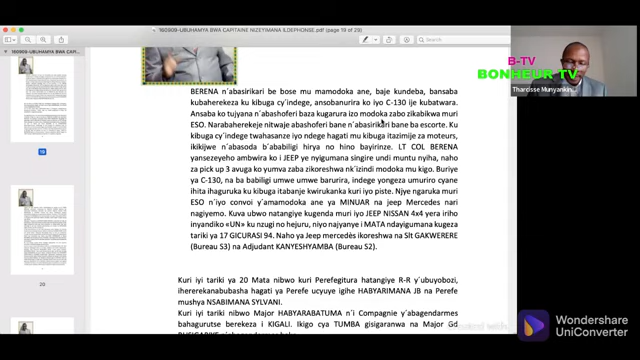 160909-UBUHAMYA BWA CAPITAINE NIZEYIMANA ILDEPHONSE.pdf (page 19 of 29)
Search
160909-UBUHAMYA BWA CAPI...
B-TV
BONHEUR TV
Tharcisse Munyankin...
BERENA n´abasirikari be bose mu mamodoka ane, baje kundeba, bansaba
kubaherekeza ku kibuga cy´indege, ansobanurira ko iyo C-130 ije kubatwara.
Ansaba ko tujyana n´abashoferi baza kugarura izo modoka zabo zikabikwa muri
ESO. Narabaherekeje nitwaje abashoferi bane n´abasirikari bane ba escorte. Ku
kibuga cy´indege twahasanze iyo ndege hagati mu kibuga itazimije za moteurs,
ikikijwe n´abasoda b´ababiligi hirya no hino bayirinze. LT COL BERENA
yansezeyeho ambwira ko i JEEP ye nyigumana singire undi muntu nyiha, naho
za pick up 3 avuga ko yumva zaba zikoreshwa nk´izindi modoka mu kigo. Buriye
ya C-130, na ba babiligi umwe umwe barurira, indege yongeza umuriro cyane
ihita ihaguruka ku kibuga itabanje kwirukanka kuri iyo piste. Njye ngaruka muri
ESO n´iyo convoi y´amamodoka ane ya MINUAR na jeep Mercedes nari
nagiyemo. Kuva ubwo natangiye kugenda muri iyo JEEP NISSAN 4x4 yera iriho
inyandiko «UN» ku nzugi no hejuru, niyo najyanye i MATA ndayigumana kugeza
tariki ya 17 GICURASI 94. Naho ya Jeep mercedès ikoreshwa na Slt GAKWERERE
(Bureau S3) na Adjudant KANYESHYAMBA (Bureau S2).
Kuri iyi tariki ya 20 Mata nibwo kuri Perefegitura hatangiye R-R y´ubuyobozi,
ihererekanabubasha hagati ya Perefe ucyuye igihe HABYARIMANA JB na Perefe
mushya NSABIMANA SYLVANI.
Kuri iyi tariki nibwo Major HABYARABATUMA n´i Compagnie y´abagendarmes
bahagurutse berekeza i KIGALI. Ikigo cya TUMBA gisigaranwa na Major Gd
19
20
Wondershare
UniConverter